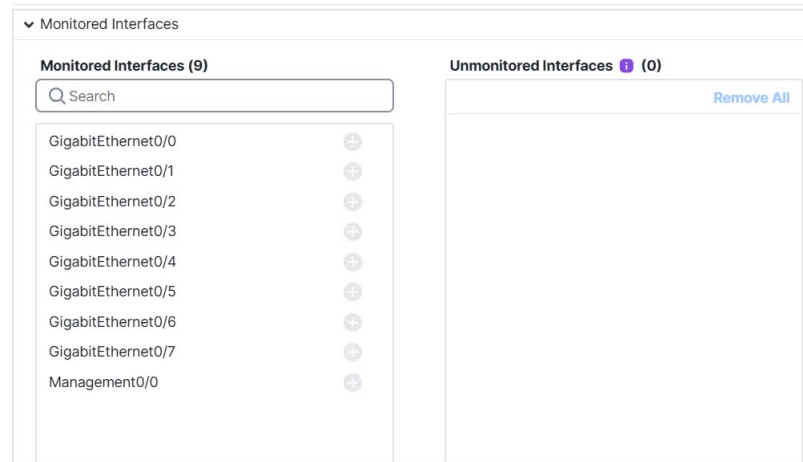 Monitored Interfaces
Monitored Interfaces (9)
Search
GigabitEthernet0/0
GigabitEthernet0/1
GigabitEthernet0/2
GigabitEthernet0/3
GigabitEthernet0/4
GigabitEthernet0/5
GigabitEthernet0/6
GigabitEthernet0/7
Management0/0
Unmonitored Interfaces i (0)
Remove All